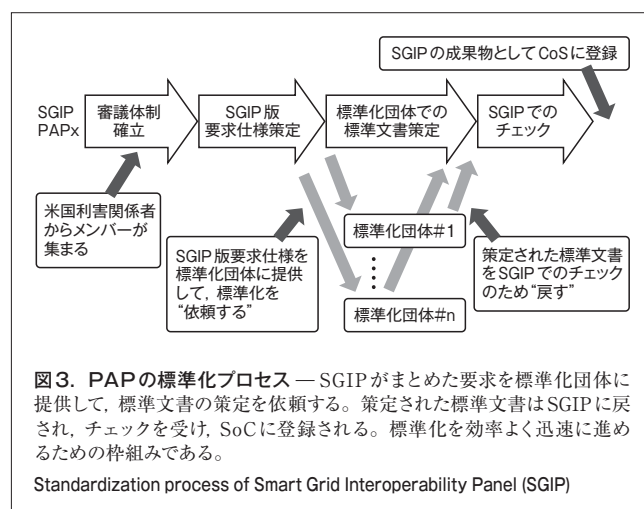 SGIPの成果物としてCoSに登録
SGIP
PAPx
審議体制
確立
SGIP版
要求仕様策定
標準化団体での
標準文書策定
SGIPでの
チェック
米国利害関係者
からメンバーが
集まる
SGIP版要求仕様を
標準化団体に提供
して，標準化を
“依頼する”
標準化団体#1
標準化団体#n
策定された標準文書
をSGIPでのチェック
のため“戻す”
図3．PAPの標準化プロセス — SGIPがまとめた要求を標準化団体に
提供して，標準文書の策定を依頼する。策定された標準文書はSGIPに戻
され，チェックを受け，SoCに登録される。標準化を効率よく迅速に進め
るための枠組みである。
Standardization process of Smart Grid Interoperability Panel (SGIP)